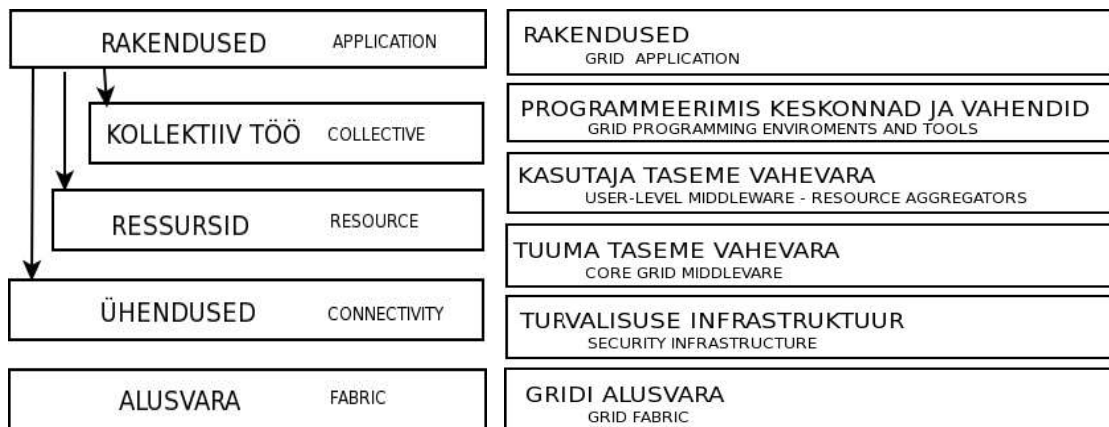 RAKENDUSED APPLICATION
KOLLEKTIIV TÖÖ COLLECTIVE
RESSURSID RESOURCE
ÜHENDUSED CONNECTIVITY
ALUSVARA FABRIC
RAKENDUSED
GRID APPLICATION
PROGRAMMEERIMIS KESKONNAD JA VAHENDID
GRID PROGRAMMING ENVIROMENTS AND TOOLS
KASUTAJA TASEME VAHEVARA
USER-LEVEL MIDDLEWARE - RESOURCE AGGREGATORS
TUUMA TASEME VAHEVARA
CORE GRID MIDDLEVARE
TURVALISUSE INFRASTRUKTUUR
SECURITY INFRASTRUCTURE
GRIDI ALUSVARA
GRID FABRIC